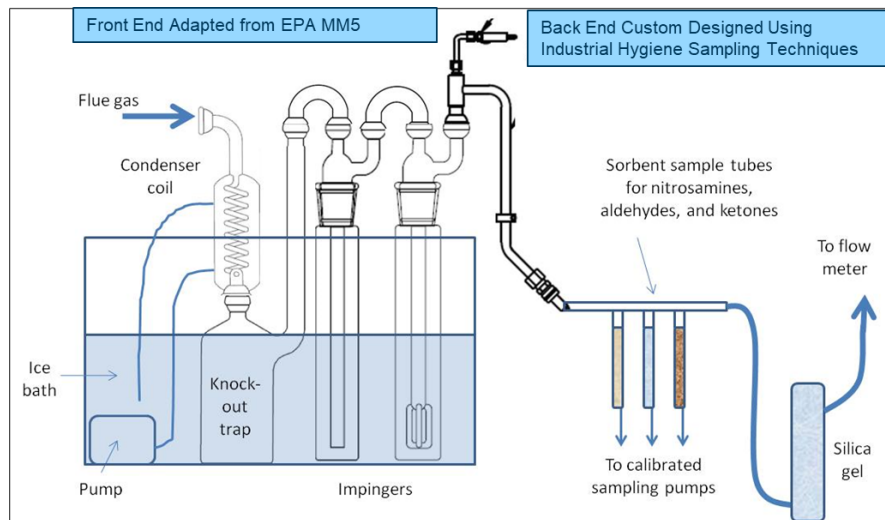 Front End Adapted from EPA MM5
Back End Custom Designed Using
Industrial Hygiene Sampling Techniques
Flue gas
Condenser
coil
Sorbent sample tubes
for nitrosamines,
aldehydes, and ketones
To flow
meter
Ice
bath
Knock-
out
trap
Pump
Impingers
To calibrated
sampling pumps
Silica
gel